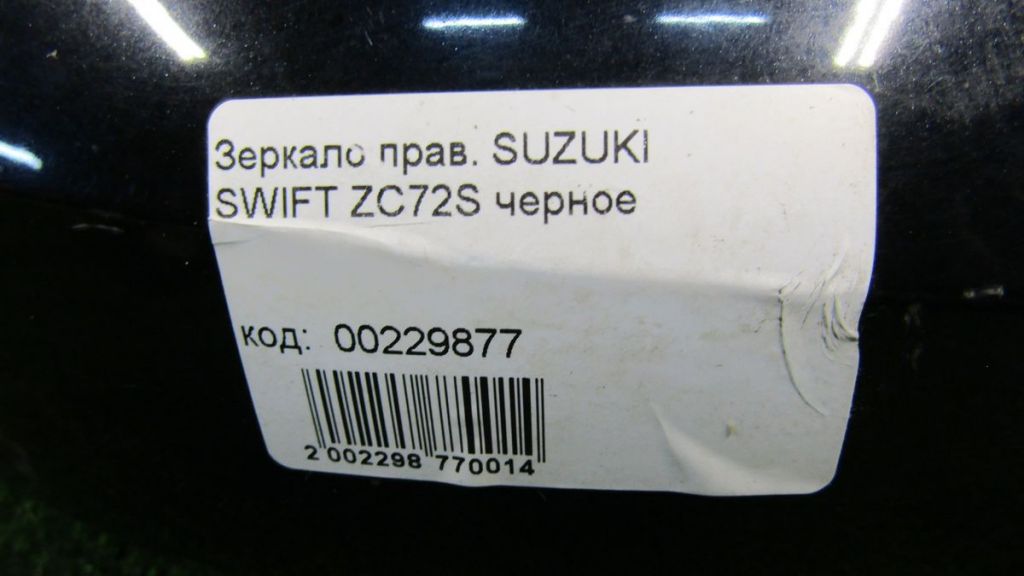 Зеркало прав. SUZUKI
SWIFT ZC72S черное
код: 00229877
2 002298 770014